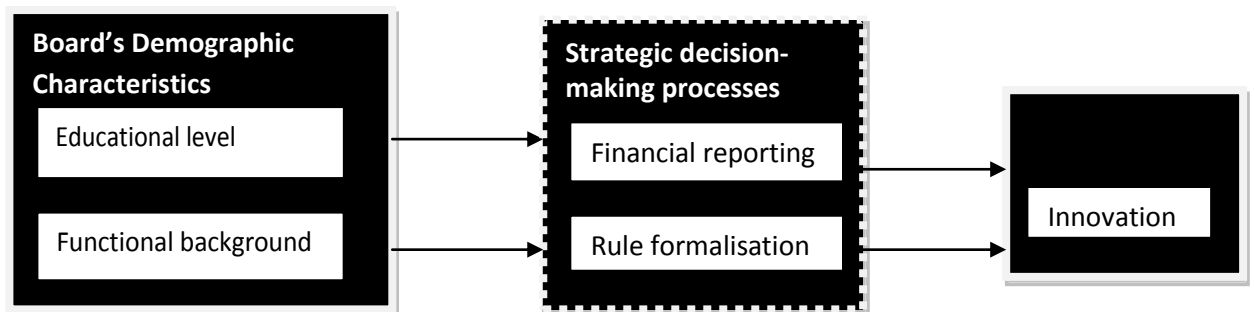 Board’s Demographic
Characteristics
Educational level
Functional background
Strategic decision-
making processes
Financial reporting
Rule formalisation
Innovation